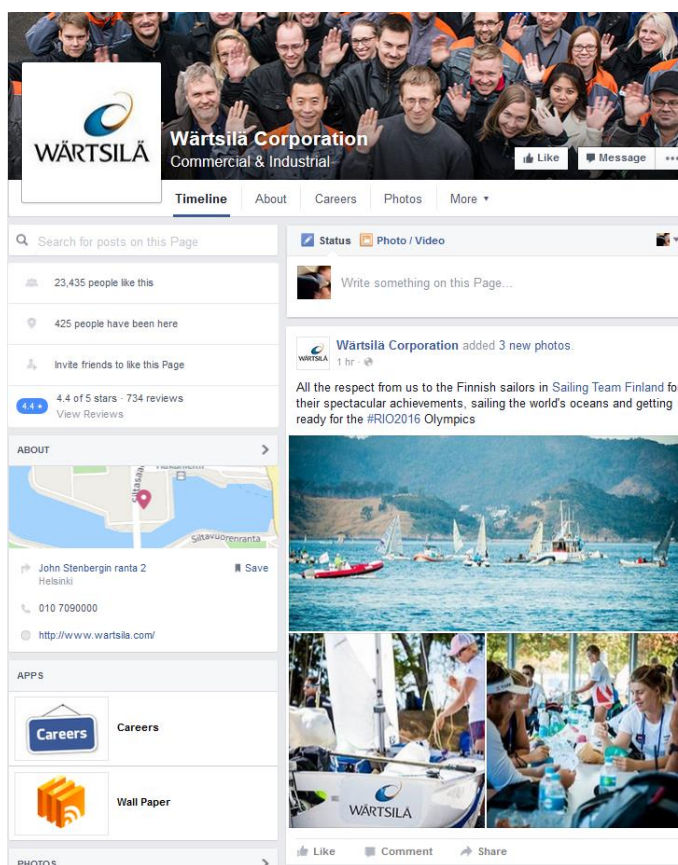 WÄRTSILÄ
Wärtsilä Corporation
Commercial & Industrial
Like
Message
Timeline
About
Careers
Photos
More
Search for posts on this Page
23,435 people like this
425 people have been here
Invite friends to like this Page
4.4
4.4 of 5 stars · 734 reviews
View Reviews
ABOUT
Siltasaa
Siltavuorenranta
John Stenbergin ranta 2
Save
Helsinki
010 7090000
http://www.wartsila.com/
APPS
Careers
Careers
Wall Paper
PHOTOS
Status
Photo / Video
Write something on this Page...
WÄRTSILÄ
Wärtsilä Corporation added 3 new photos.
1 hr ·
All the respect from us to the Finnish sailors in Sailing Team Finland for
their spectacular achievements, sailing the world's oceans and getting
ready for the #RIO2016 Olympics
WÄRTSILÄ
Like
Comment
Share